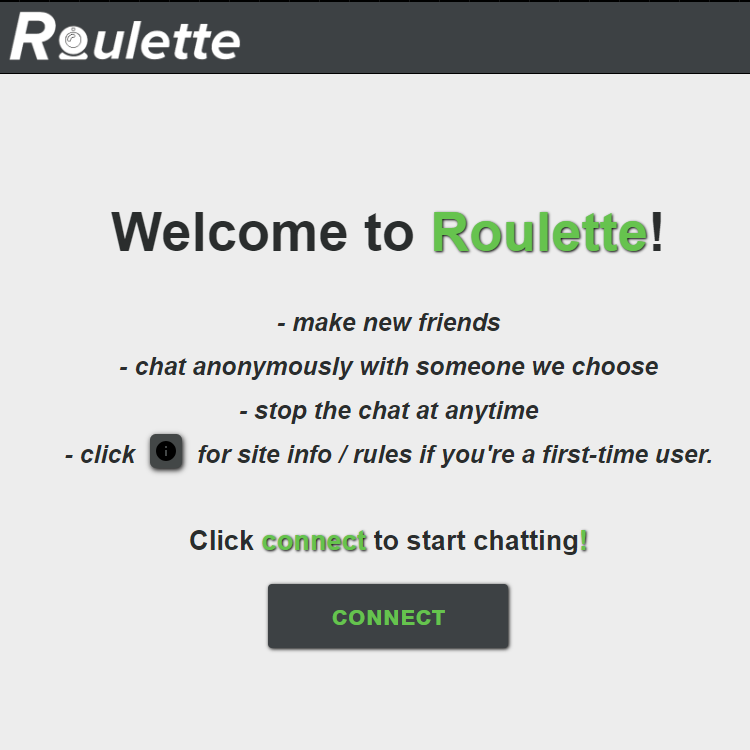 Roulette
Welcome to Roulette!
- make new friends
- chat anonymously with someone we choose
- stop the chat at anytime
- click i for site info / rules if you're a first-time user.
Click connect to start chatting!
CONNECT